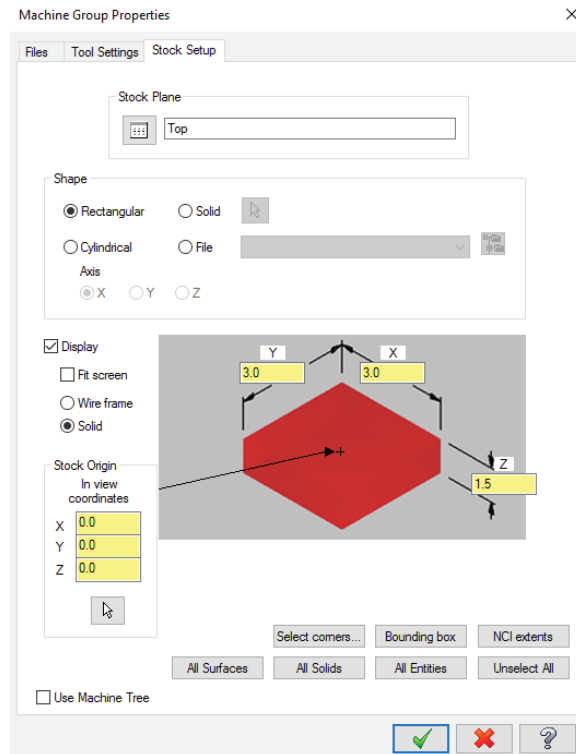 Machine Group Properties
Files Tool Settings Stock Setup
Stock Plane
Top
Shape
Rectangular Solid
Cylindrical File
Axis
X Y Z
Display
Fit screen
Wire frame
Solid
Y X
3.0 3.0
Z
1.5
Stock Origin
In view
coordinates
X 0.0
Y 0.0
Z 0.0
Select corners... Bounding box NCI extents
All Surfaces All Solids All Entities Unselect All
Use Machine Tree